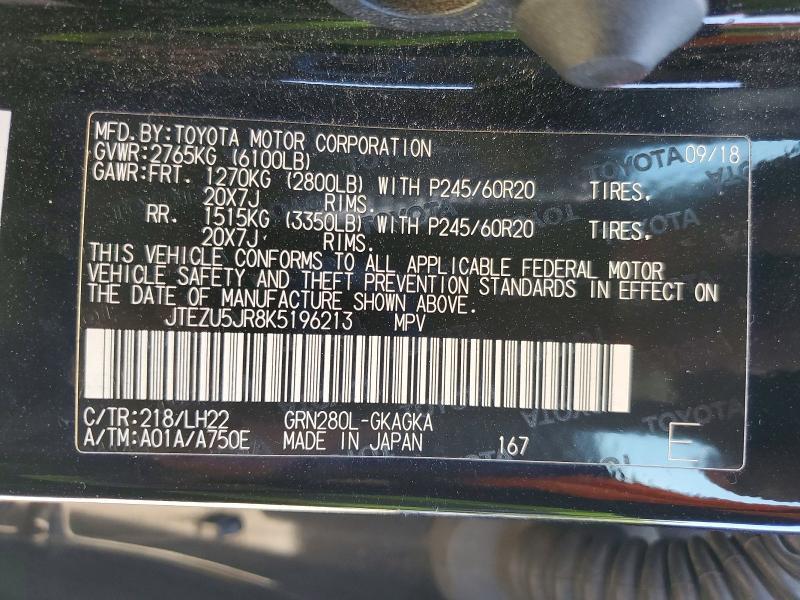 MFD.BY:TOYOTA MOTOR CORPORATION 09/18
GVWR:2765KG (6100LB)
GAWR:FRT. 1270KG (2800LB) WITH P245/60R20 TIRES.
20X7J RIMS.
RR. 1515KG (3350LB) WITH P245/60R20 TIRES.
20X7J RIMS.
THIS VEHICLE CONFORMS TO ALL APPLICABLE FEDERAL MOTOR
VEHICLE SAFETY AND THEFT PREVENTION STANDARDS IN EFFECT ON
THE DATE OF MANUFACTURE SHOWN ABOVE.
JTEZU5JR8K5196213 MPV
C/TR:218/LH22 GRN280L-GKAGKA
A/TM:A01A/A750E MADE IN JAPAN 167 E